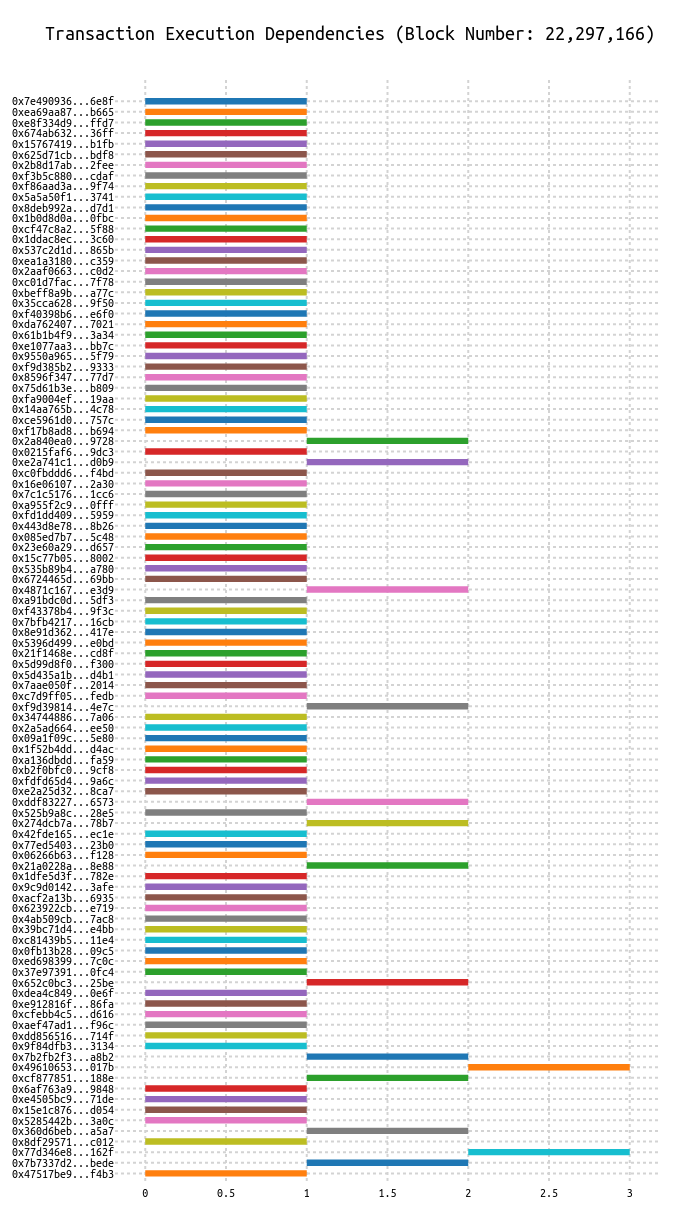 Transaction Execution Dependencies (Block Number: 22,297,166)
0x7e490936...6e8f
0xea69aa87...b665
0xe8f334d9...ffd7
0x674ab632...36ff
0x15767419...b1fb
0x625d71cb...bdf8
0x2b8d17ab...2fee
0xf3b5c880...cdaf
0xf86aad3a...9f74
0x5a5a50f1...3741
0x8deb992a...d7d1
0x1b0d8d0a...0fbc
0xcf47c8a2...5f88
0x1ddac8ec...3c60
0x537c2d1d...865b
0xea1a3180...c359
0x2aaf0663...c0d2
0xc01d7fac...7f78
0xbeff8a9b...a77c
0x35cca628...9f50
0xf40398b6...e6f0
0xda762407...7021
0x61b1b4f9...3a34
0xe1077aa3...bb7c
0x9550a965...5f79
0xf9d385b2...9333
0x8596f347...77d7
0x75d61b3e...b809
0xfa9004ef...19aa
0x14aa765b...4c78
0xce5961d0...757c
0xf17b8ad8...b694
0x2a840ea0...9728
0x0215faf6...9dc3
0xe2a741c1...d0b9
0xc0fbddd6...f4bd
0x16e06107...2a30
0x7c1c5176...1cc6
0xa955f2c9...0fff
0xfd1dd409...5959
0x443d8e78...8b26
0x085ed7b7...5c48
0x23e60a29...d657
0x15c77b05...8002
0x535b89b4...a780
0x6724465d...69bb
0x4871c167...e3d9
0xa91bdc0d...5df3
0xf43378b4...9f3c
0x7bfb4217...16cb
0x8e91d362...417e
0x5396d499...e0bd
0x21f1468e...cd8f
0x5d99d8f0...f300
0x5d435a1b...d4b1
0x7aae050f...2014
0xc7d9ff05...fedb
0xf9d39814...4e7c
0x34744886...7a06
0x2a5ad664...ee50
0x09a1f09c...5e80
0x1f52b4dd...d4ac
0xa136dbdd...fa59
0xb2f0bfc0...9cf8
0xfdfd65d4...9a6c
0xe2a25d32...8ca7
0xddf83227...6573
0x525b9a8c...28e5
0x274dcb7a...78b7
0x42fde165...ec1e
0x77ed5403...23b0
0x06266b63...f128
0x21a0228a...8e88
0x1dfe5d3f...782e
0x9c9d0142...3afe
0xacf2a13b...6935
0x623922cb...e719
0x4ab509cb...7ac8
0x39bc71d4...e4bb
0xc81439b5...11e4
0x0fb13b28...09c5
0xed698399...7c0c
0x37e97391...0fc4
0x652c0bc3...25be
0xdea4c849...0e6f
0xe912816f...86fa
0xcfebb4c5...d616
0xaef47ad1...f96c
0xdd856516...714f
0x9f84dfb3...3134
0x7b2fb2f3...a8b2
0x49610653...017b
0xcf877851...188e
0x6af763a9...9848
0xe4505bc9...71de
0x15e1c876...d054
0x5285442b...3a0c
0x360d6beb...a5a7
0x8df29571...c012
0x77d346e8...162f
0x7b7337d2...bede
0x47517be9...f4b3
0 0.5 1 1.5 2 2.5 3